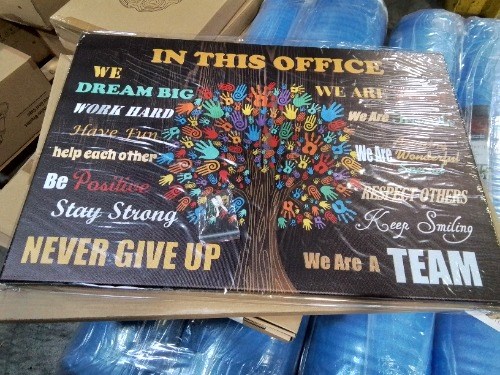 IN THIS OFFICE
WE
DREAM BIG
WORK HARD
Have Fun
help each other
Be Positive
Stay Strong
NEVER GIVE UP
WE ARE
We Are
We Are Wonderful
RESPECT OTHERS
Keep Smiling
We Are A TEAM